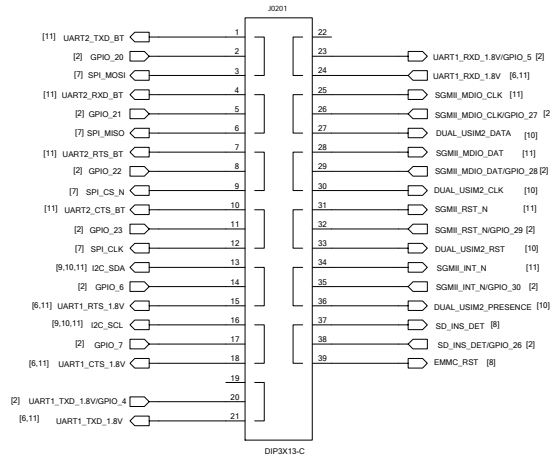 J0201
[11] UART2_TXD_BT 1
[2] GPIO_20 2
[7] SPI_MOSI 3
[11] UART2_RXD_BT 4
[2] GPIO_21 5
[7] SPI_MISO 6
[11] UART2_RTS_BT 7
[2] GPIO_22 8
[7] SPI_CS_N 9
[11] UART2_CTS_BT 10
[2] GPIO_23 11
[7] SPI_CLK 12
[9,10,11] I2C_SDA 13
[2] GPIO_6 14
[6,11] UART1_RTS_1.8V 15
[9,10,11] I2C_SCL 16
[2] GPIO_7 17
[6,11] UART1_CTS_1.8V 18
19
[2] UART1_TXD_1.8V/GPIO_4 20
[6,11] UART1_TXD_1.8V 21
22
23 UART1_RXD_1.8V/GPIO_5 [2]
24 UART1_RXD_1.8V [6,11]
25 SGMII_MDIO_CLK [11]
26 SGMII_MDIO_CLK/GPIO_27 [2
27 DUAL_USIM2_DATA [10]
28 SGMII_MDIO_DAT [11]
29 SGMII_MDIO_DAT/GPIO_28 [2]
30 DUAL_USIM2_CLK [10]
31 SGMII_RST_N [11]
32 SGMII_RST_N/GPIO_29 [2]
33 DUAL_USIM2_RST [10]
34 SGMII_INT_N [11]
35 SGMII_INT_N/GPIO_30 [2]
36 DUAL_USIM2_PRESENCE [10]
37 SD_INS_DET [8]
38 SD_INS_DET/GPIO_26 [2]
39 EMMC_RST [8]
DIP3X13-C